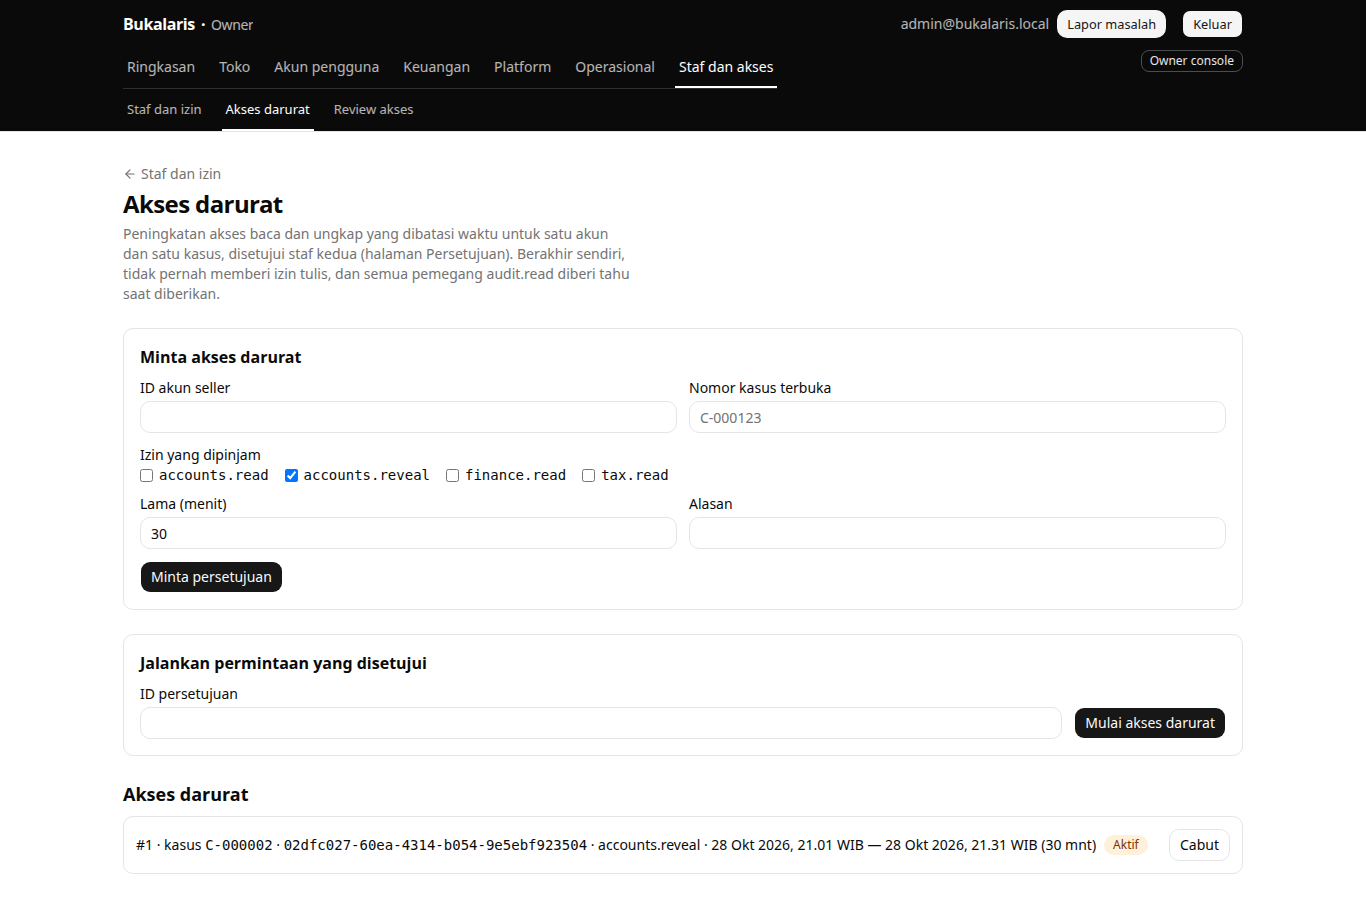 Bukalaris · Owner
admin@bukalaris.local
Lapor masalah
Keluar
Ringkasan
Toko
Akun pengguna
Keuangan
Platform
Operasional
Staf dan akses
Owner console
Staf dan izin
Akses darurat
Review akses
← Staf dan izin
Akses darurat
Peningkatan akses baca dan ungkap yang dibatasi waktu untuk satu akun
dan satu kasus, disetujui staf kedua (halaman Persetujuan). Berakhir sendiri,
tidak pernah memberi izin tulis, dan semua pemegang audit.read diberi tahu
saat diberikan.
Minta akses darurat
ID akun seller
Nomor kasus terbuka
C-000123
Izin yang dipinjam
accounts.read
accounts.reveal
finance.read
tax.read
Lama (menit)
Alasan
30
Minta persetujuan
Jalankan permintaan yang disetujui
ID persetujuan
Mulai akses darurat
Akses darurat
#1 · kasus C-000002 · 02dfc027-60ea-4314-b054-9e5ebf923504 · accounts.reveal · 28 Okt 2026, 21.01 WIB — 28 Okt 2026, 21.31 WIB (30 mnt)
Aktif
Cabut